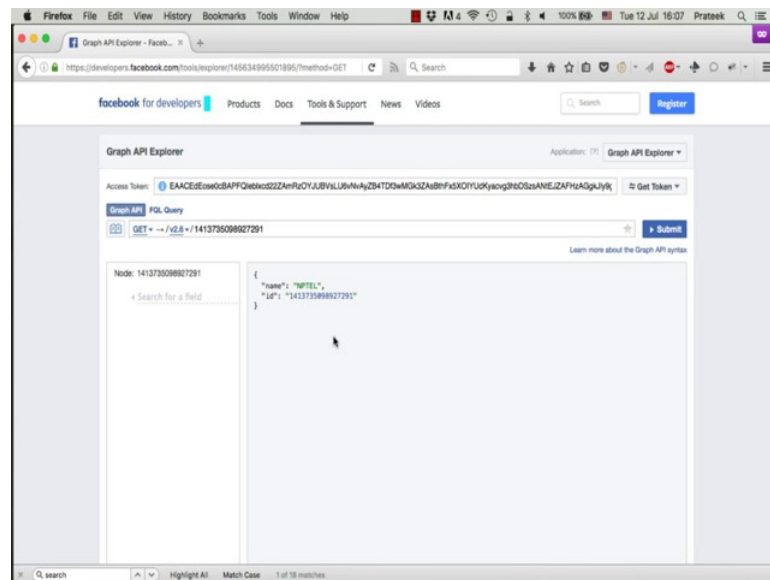 Firefox File Edit View History Bookmarks Tools Window Help 4 100% Tue 12 Jul 16:07 Prateek
Graph API Explorer - Faceb... × +
https://developers.facebook.com/tools/explorer/145634995501895/?method=GET Search
facebook for developers Products Docs Tools & Support News Videos Search Register
Graph API Explorer Application: [?] Graph API Explorer
Access Token: Get Token
Graph API FQL Query
GET → /v2.6 /1413735098927291 Submit
Learn more about the Graph API syntax
Node: 1413735098927291
Search for a field
{
"name": "NPTEL",
"id": "1413735098927291"
}
search Highlight All Match Case 1 of 18 matches